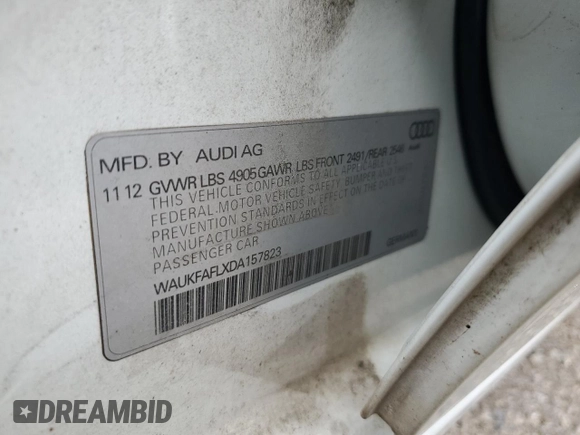 MFD. BY AUDI AG
11 12 GVWR LBS 4905 GAWR LBS FRONT 2491/REAR 2546 Audi
THIS VEHICLE CONFORMS TO ALL APPLICABLE U.S.
FEDERAL MOTOR VEHICLE SAFETY, BUMPER AND THEFT
PREVENTION STANDARDS IN EFFECT ON THE DATE OF
MANUFACTURE SHOWN ABOVE.
PASSENGER CAR
WAUKFAFLXDA157823
DREAMBID